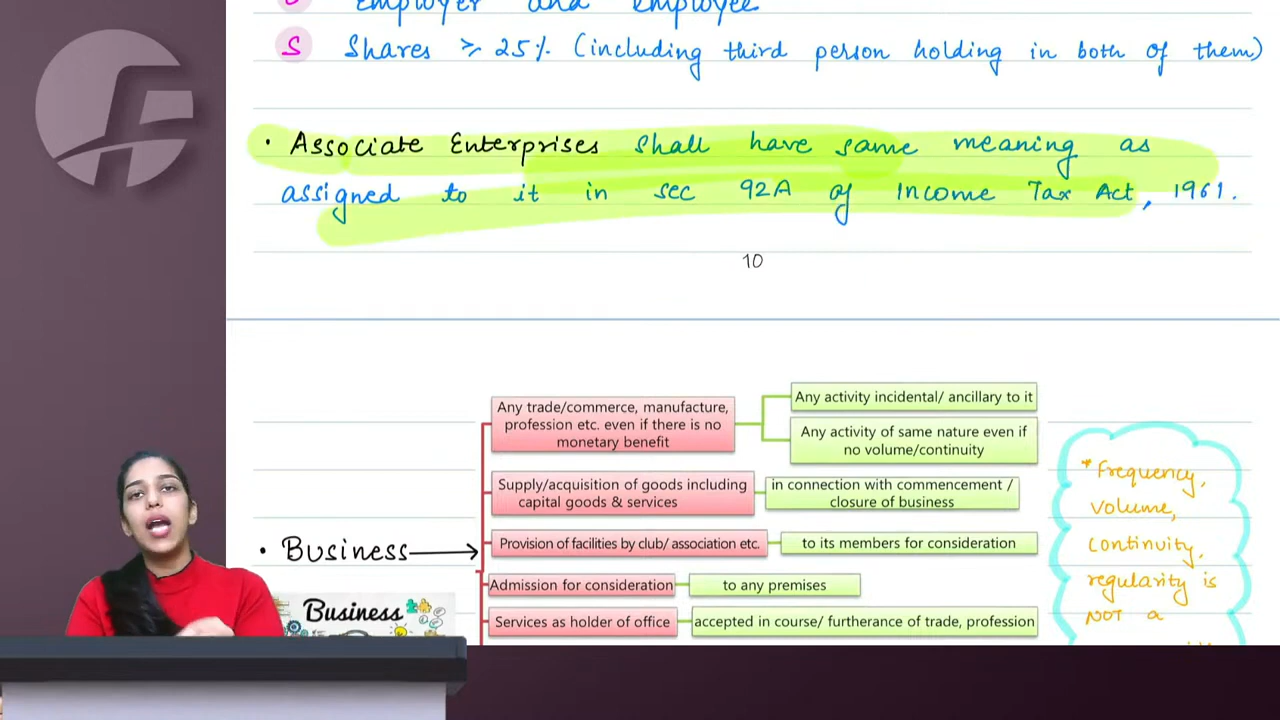 employer and employee
S Shares ≥ 25% (including third person holding in both of them)
• Associate Enterprises shall have same meaning as
assigned to it in sec 92A of Income Tax Act, 1961.
10
• Business
Any trade/commerce, manufacture,
profession etc. even if there is no
monetary benefit
Any activity incidental/ ancillary to it
Any activity of same nature even if
no volume/continuity
Supply/acquisition of goods including
capital goods & services
in connection with commencement /
closure of business
Provision of facilities by club/ association etc.
to its members for consideration
Admission for consideration
to any premises
Services as holder of office
accepted in course/ furtherance of trade, profession
Business
*Frequency,
volume,
continuity,
regularity is
NOT a